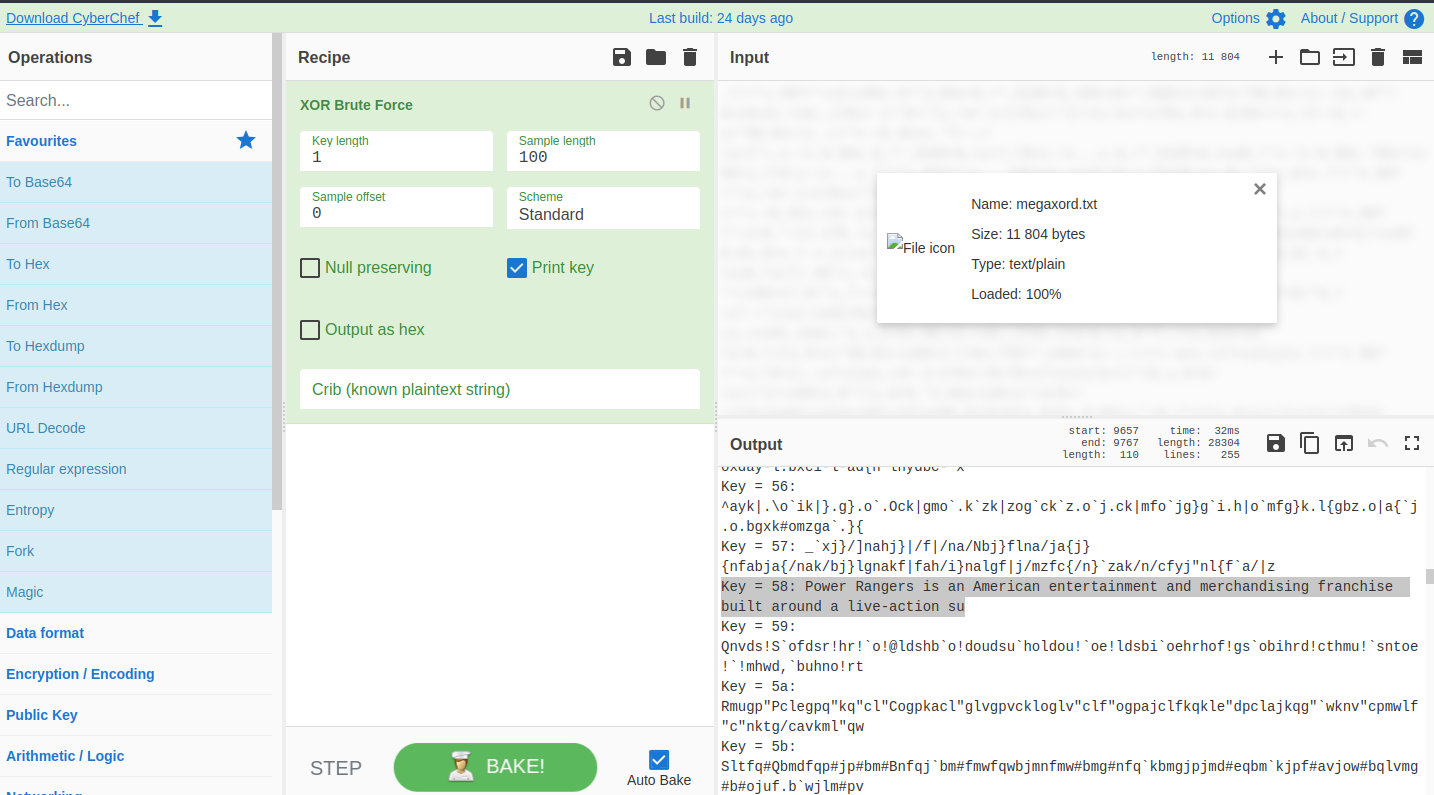 Download CyberChef
Last build: 24 days ago
Options
About / Support
Operations
Search...
Favourites
To Base64
From Base64
To Hex
From Hex
To Hexdump
From Hexdump
URL Decode
Regular expression
Entropy
Fork
Magic
Data format
Encryption / Encoding
Public Key
Arithmetic / Logic
Networking
Recipe
XOR Brute Force
Key length
1
Sample length
100
Sample offset
0
Scheme
Standard
Null preserving
Print key
Output as hex
Crib (known plaintext string)
STEP
BAKE!
Auto Bake
Input
length: 11 804
File icon
Name: megaxord.txt
Size: 11 804 bytes
Type: text/plain
Loaded: 100%
Output
start: 9657
end: 9767
length: 110
time: 32ms
length: 28304
lines: 255
Key = 56:
^ayk|.\o`ik|}.g}.o`.Ock|gmo`.k`zk|zog`ck`z.o`j.ck|mfo`jg}g`i.h|o`mfg}k.l{gbz.o|a{`j
.o.bgxk#omzga`.}{
Key = 57: _`xj}/]nahj}|/f|/na/Nbj}flna/ja{j}
{nfabja{/nak/bj}lgnakf|fah/i}nalgf|j/mzfc{/n}`zak/n/cfyj"nl{f`a/|z
Key = 58: Power Rangers is an American entertainment and merchandising franchise
built around a live-action su
Key = 59:
Qnvds!S`ofdsr!hr!`o!@ldshb`o!doudsu`holdou!`oe!ldsbi`oehrhof!gs`obihrd!cthmu!`sntoe
!`!mhwd,`buhno!rt
Key = 5a:
Rmugp"Pclegpq"kq"cl"Cogpkacl"glvgpvckloglv"clf"ogpajclfkqkle"dpclajkqg"`wknv"cpmwlf
"c"nktg/cavkml"qw
Key = 5b:
Sltfq#Qbmdfqp#jp#bm#Bnfqj`bm#fmwfqwbjmnfmw#bmg#nfq`kbmgjpjmd#eqbm`kjpf#avjow#bqlvmg
#b#ojuf.b`wjlm#pv